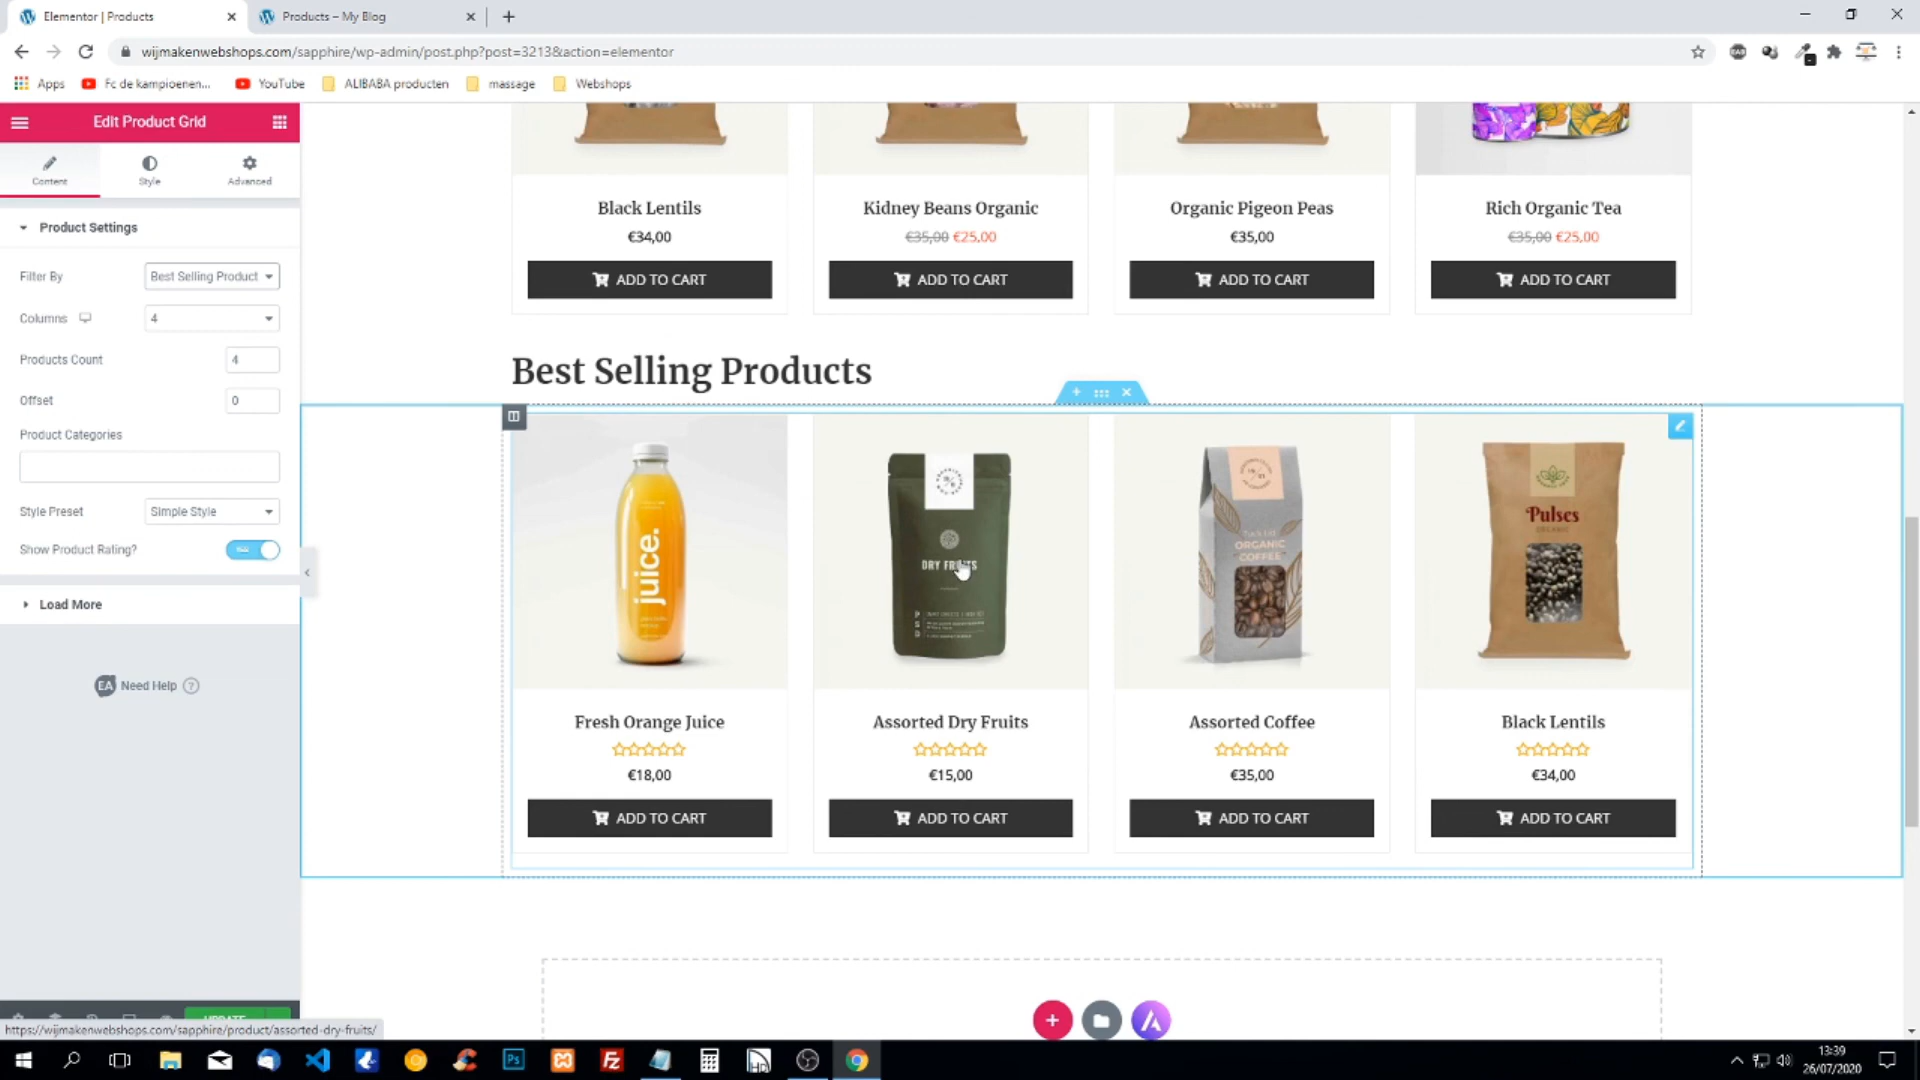 Elementor | Products
Products – My Blog
wijmakenwebshops.com/sapphire/wp-admin/post.php?post=3213&action=elementor
Apps
Fc de kampioenen...
YouTube
ALIBABA producten
massage
Webshops
Edit Product Grid
Content
Style
Advanced
Product Settings
Filter By
Best Selling Product
Columns
4
Products Count
4
Offset
0
Product Categories
Style Preset
Simple Style
Show Product Rating?
Load More
EA
Need Help ?
UPDATE
https://wijmakenwebshops.com/sapphire/product/assorted-dry-fruits/
Black Lentils
€34,00
ADD TO CART
Kidney Beans Organic
€35,00 €25,00
ADD TO CART
Organic Pigeon Peas
€35,00
ADD TO CART
Rich Organic Tea
€35,00 €25,00
ADD TO CART
Best Selling Products
juice.
DRY FRUITS
ORGANIC
COFFEE
Pulses
ORGANIC
Fresh Orange Juice
€18,00
ADD TO CART
Assorted Dry Fruits
€15,00
ADD TO CART
Assorted Coffee
€35,00
ADD TO CART
Black Lentils
€34,00
ADD TO CART
Ps
Fz
HD
13:39
26/07/2020